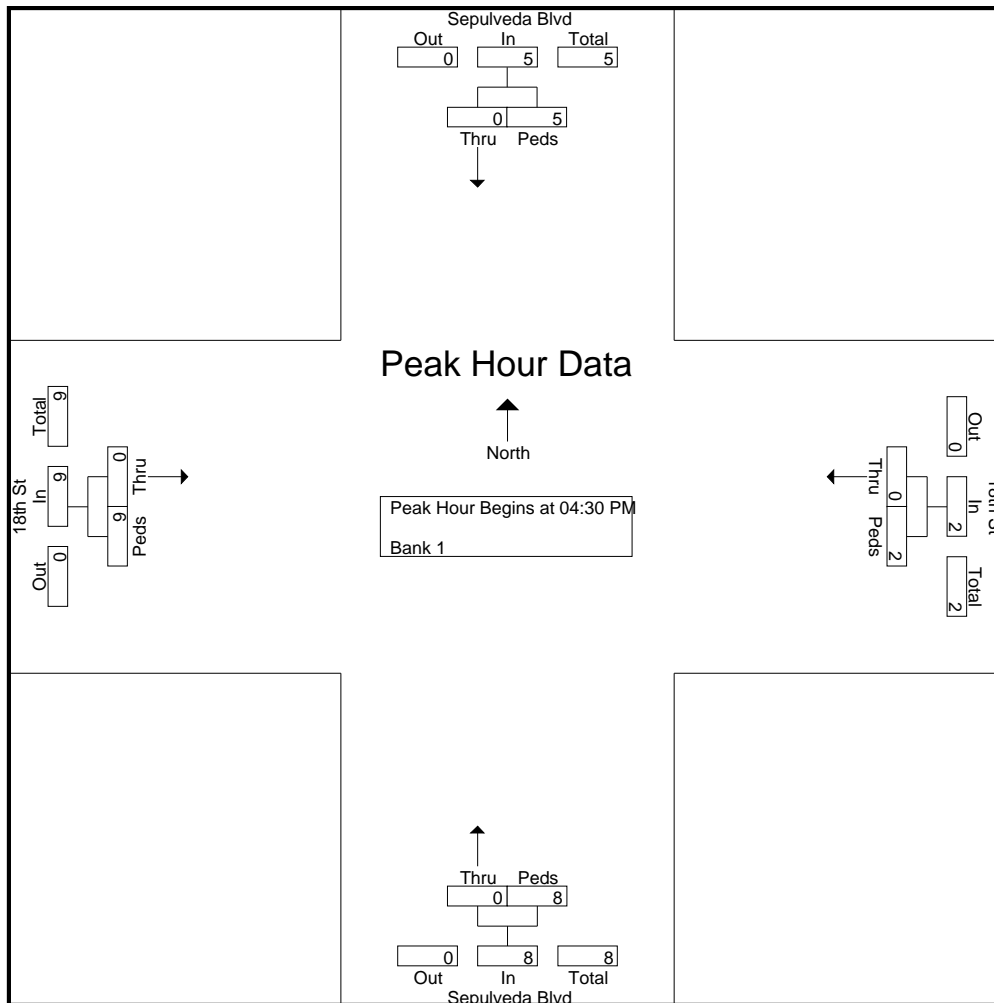 Sepulveda Blvd
Out In Total
0 5 5
0 5
Thru Peds
Peak Hour Data
North
Peak Hour Begins at 04:30 PM
Bank 1
18th St
Out In Total
0 9 9
Peds Thru
9 0
18th St
Out In Total
0 2 2
Thru Peds
0 2
Thru Peds
0 8
0 8 8
Out In Total
Sepulveda Blvd